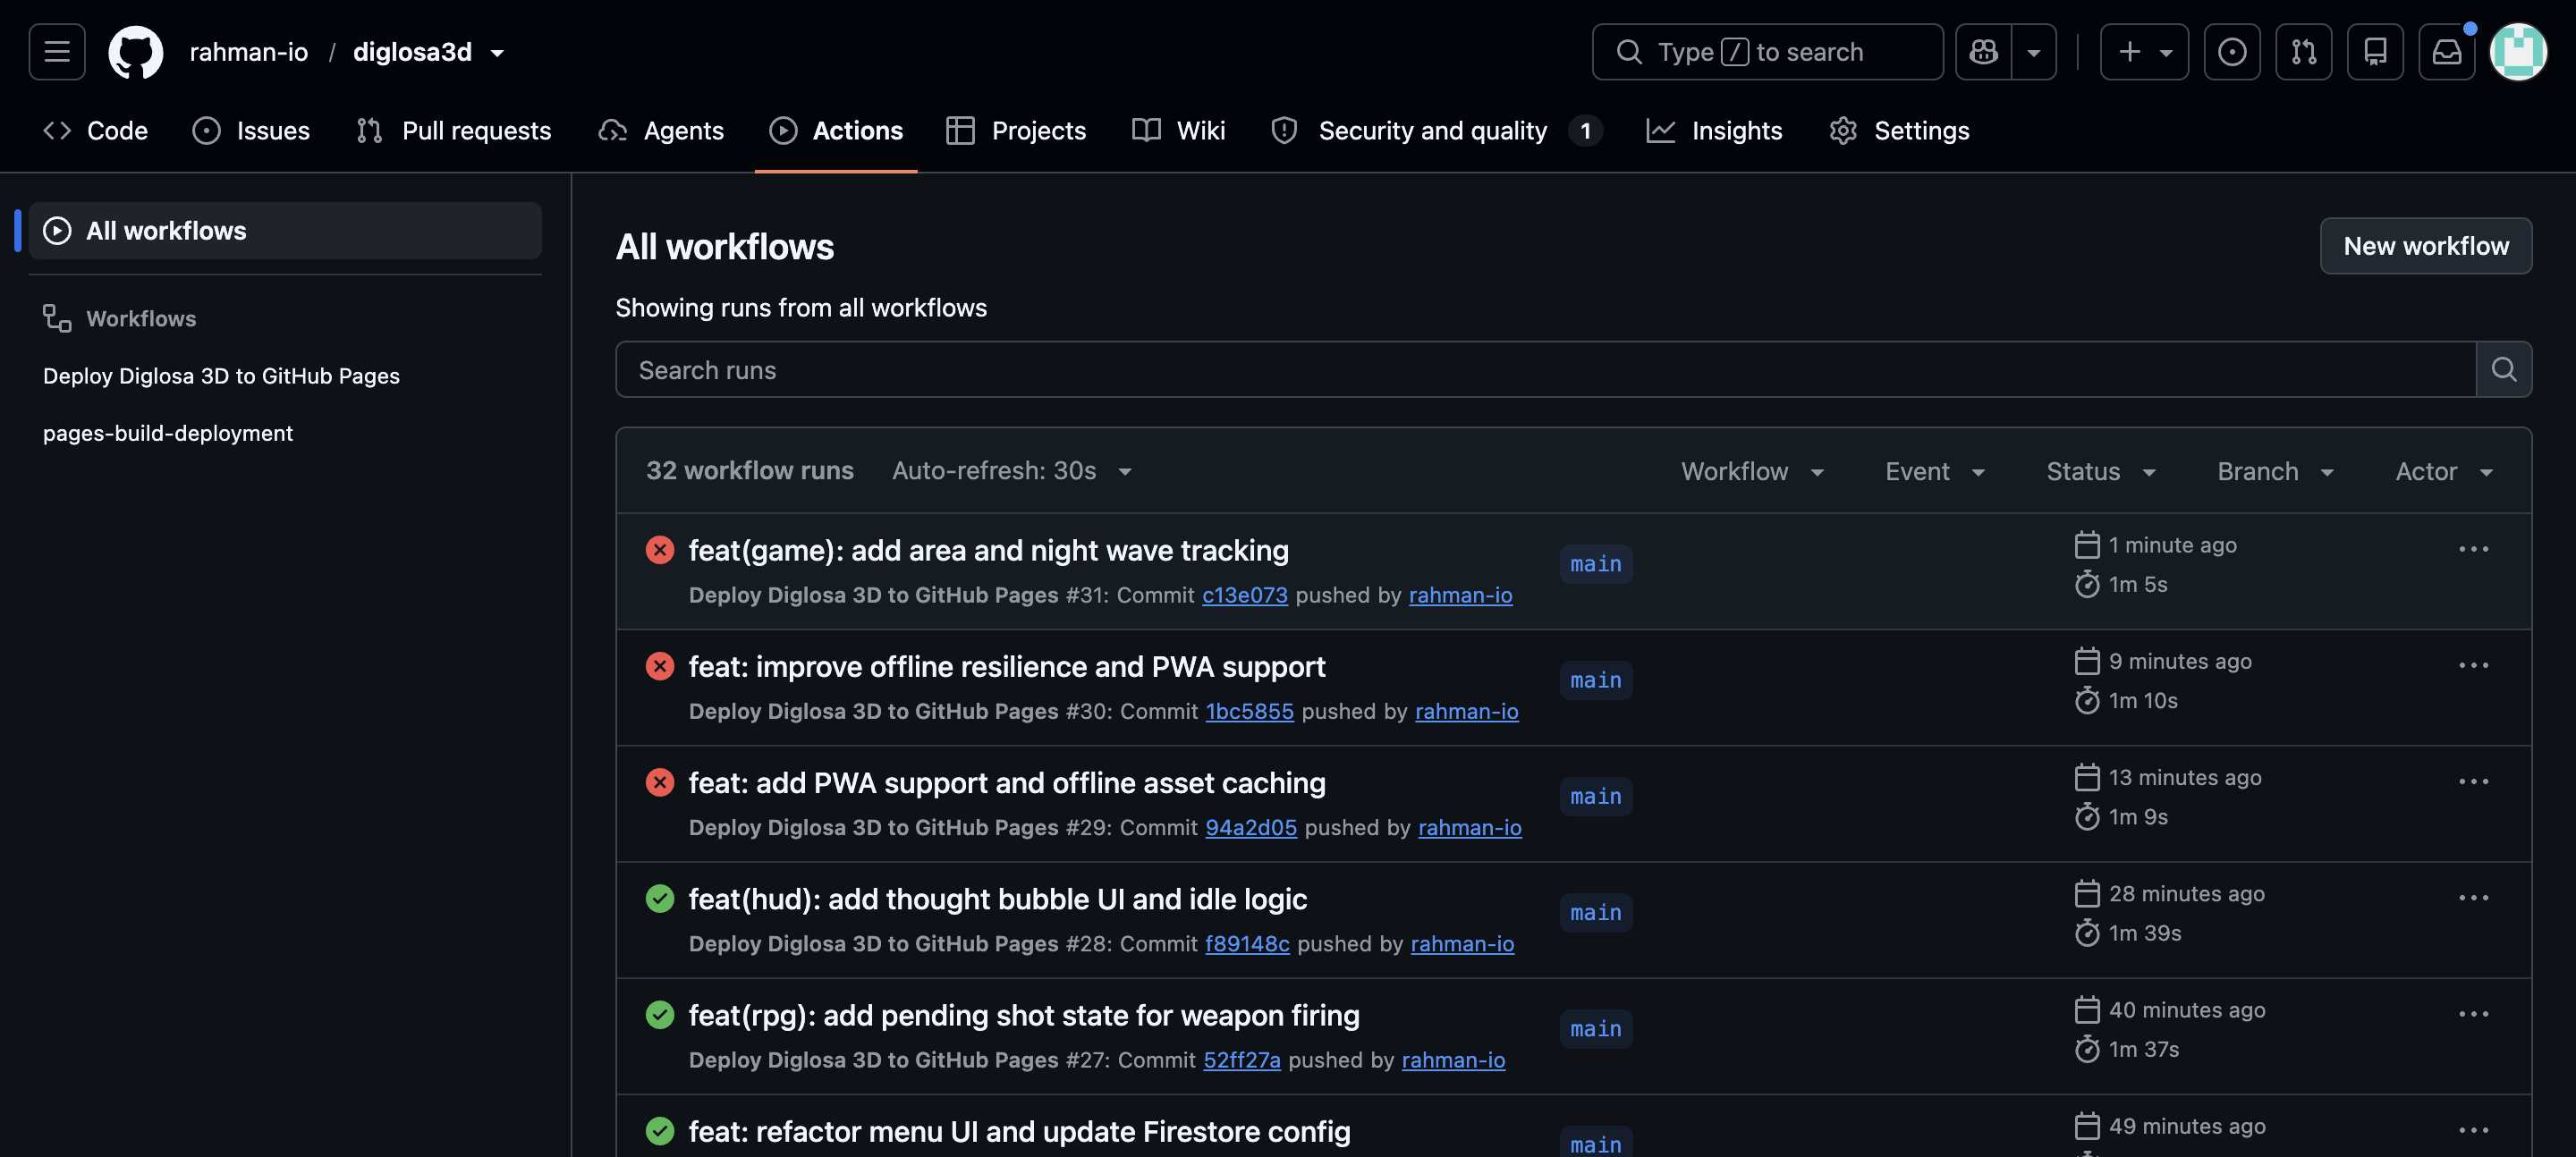 rahman-io / diglosa3d
Type / to search
Code
Issues
Pull requests
Agents
Actions
Projects
Wiki
Security and quality 1
Insights
Settings
All workflows
Workflows
Deploy Diglosa 3D to GitHub Pages
pages-build-deployment
All workflows
New workflow
Showing runs from all workflows
Search runs
32 workflow runs
Auto-refresh: 30s
Workflow
Event
Status
Branch
Actor
feat(game): add area and night wave tracking
Deploy Diglosa 3D to GitHub Pages #31: Commit c13e073 pushed by rahman-io
main
1 minute ago
1m 5s
feat: improve offline resilience and PWA support
Deploy Diglosa 3D to GitHub Pages #30: Commit 1bc5855 pushed by rahman-io
main
9 minutes ago
1m 10s
feat: add PWA support and offline asset caching
Deploy Diglosa 3D to GitHub Pages #29: Commit 94a2d05 pushed by rahman-io
main
13 minutes ago
1m 9s
feat(hud): add thought bubble UI and idle logic
Deploy Diglosa 3D to GitHub Pages #28: Commit f89148c pushed by rahman-io
main
28 minutes ago
1m 39s
feat(rpg): add pending shot state for weapon firing
Deploy Diglosa 3D to GitHub Pages #27: Commit 52ff27a pushed by rahman-io
main
40 minutes ago
1m 37s
feat: refactor menu UI and update Firestore config
main
49 minutes ago